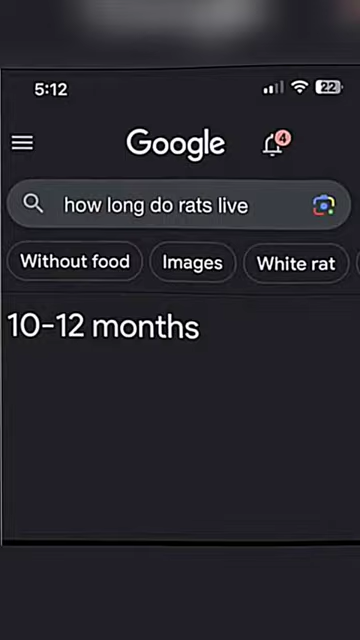 5:12
22
Google
4
how long do rats live
Without food
Images
White rat
10-12 months